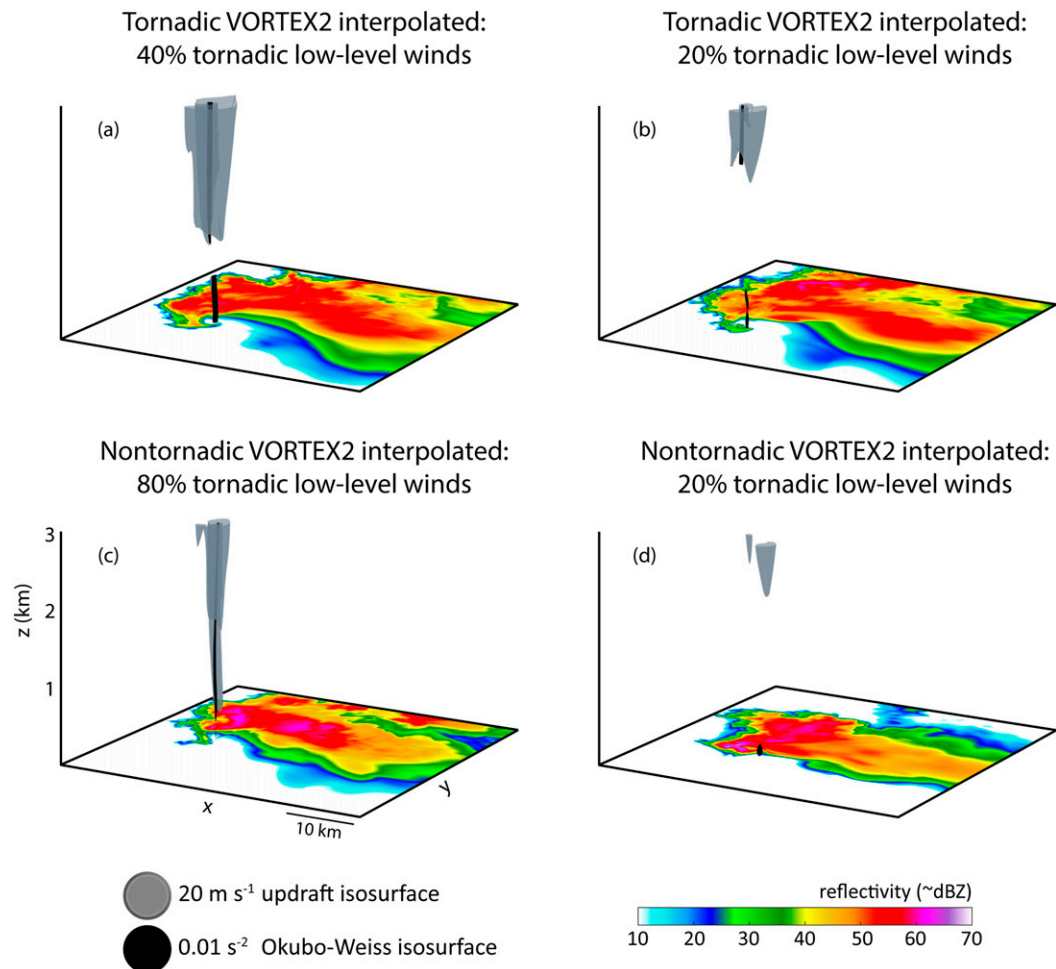 Tornadic VORTEX2 interpolated:
40% tornadic low-level winds
Tornadic VORTEX2 interpolated:
20% tornadic low-level winds
(a)
(b)
Nontornadic VORTEX2 interpolated:
80% tornadic low-level winds
Nontornadic VORTEX2 interpolated:
20% tornadic low-level winds
3
(c)
(d)
2
z (km)
1
x
y
10 km
20 m s⁻¹ updraft isosurface
0.01 s⁻² Okubo-Weiss isosurface
reflectivity (~dBZ)
10 20 30 40 50 60 70